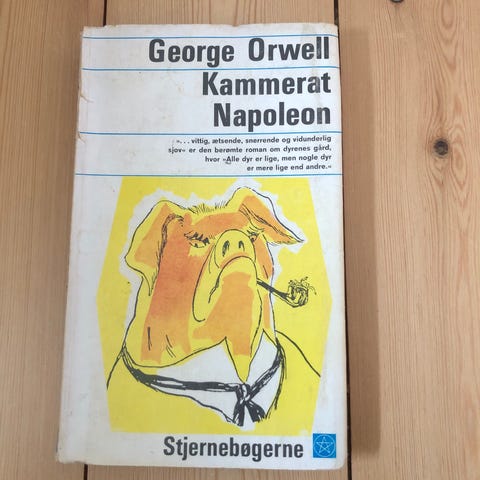 George Orwell
Kammerat
Napoleon
»... vittig, ætsende, snerrende og vidunderlig
sjov« er den berømte roman om dyrenes gård,
hvor »Alle dyr er lige, men nogle dyr
er mere lige end andre.«
Stjernebøgerne